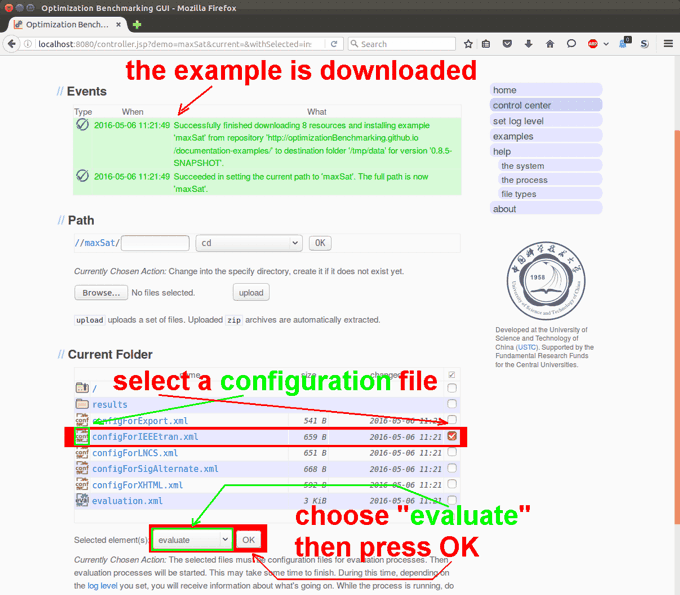 Optimization Benchmarking GUI - Mozilla Firefox
Optimization Benchmarking...
localhost:8080/controller.jsp?demo=maxSat&current=&withSelected=ins
Search
the example is downloaded
// Events
Type When What
2016-05-06 11:21:49 Successfully finished downloading 8 resources and installing example
'maxSat' from repository 'http://optimizationBenchmarking.github.io
/documentation-examples/' to destination folder '/tmp/data' for version '0.8.5-
SNAPSHOT'.
2016-05-06 11:21:49 Succeeded in setting the current path to 'maxSat'. The full path is now
'maxSat'.
home
control center
set log level
examples
help
the system
the process
file types
about
// Path
//maxSat/ cd OK
Currently Chosen Action: Change into the specify directory, create it if it does not exist yet.
Browse... No files selected. upload
upload uploads a set of files. Uploaded zip archives are automatically extracted.
1958
Developed at the University of
Science and Technology of
China (USTC). Supported by the
Fundamental Research Funds
for the Central Universities.
// Current Folder
name size changed
select a configuration file
/
results
configForExport.xml 541 B 2016-05-06 11:21
configForIEEEtran.xml 659 B 2016-05-06 11:21
configForLNCS.xml 651 B 2016-05-06 11:21
configForSigAlternate.xml 668 B 2016-05-06 11:21
configForXHTML.xml 592 B 2016-05-06 11:21
evaluation.xml 3 KiB 2016-05-06 11:21
choose "evaluate"
then press OK
Selected element(s): evaluate OK
Currently Chosen Action: The selected files must be configuration files for evaluation processes. Then
evaluation processes will be started. This may take some time to finish. During this time, depending on
the log level you set, you will receive information about what's going on. While the process is running, do